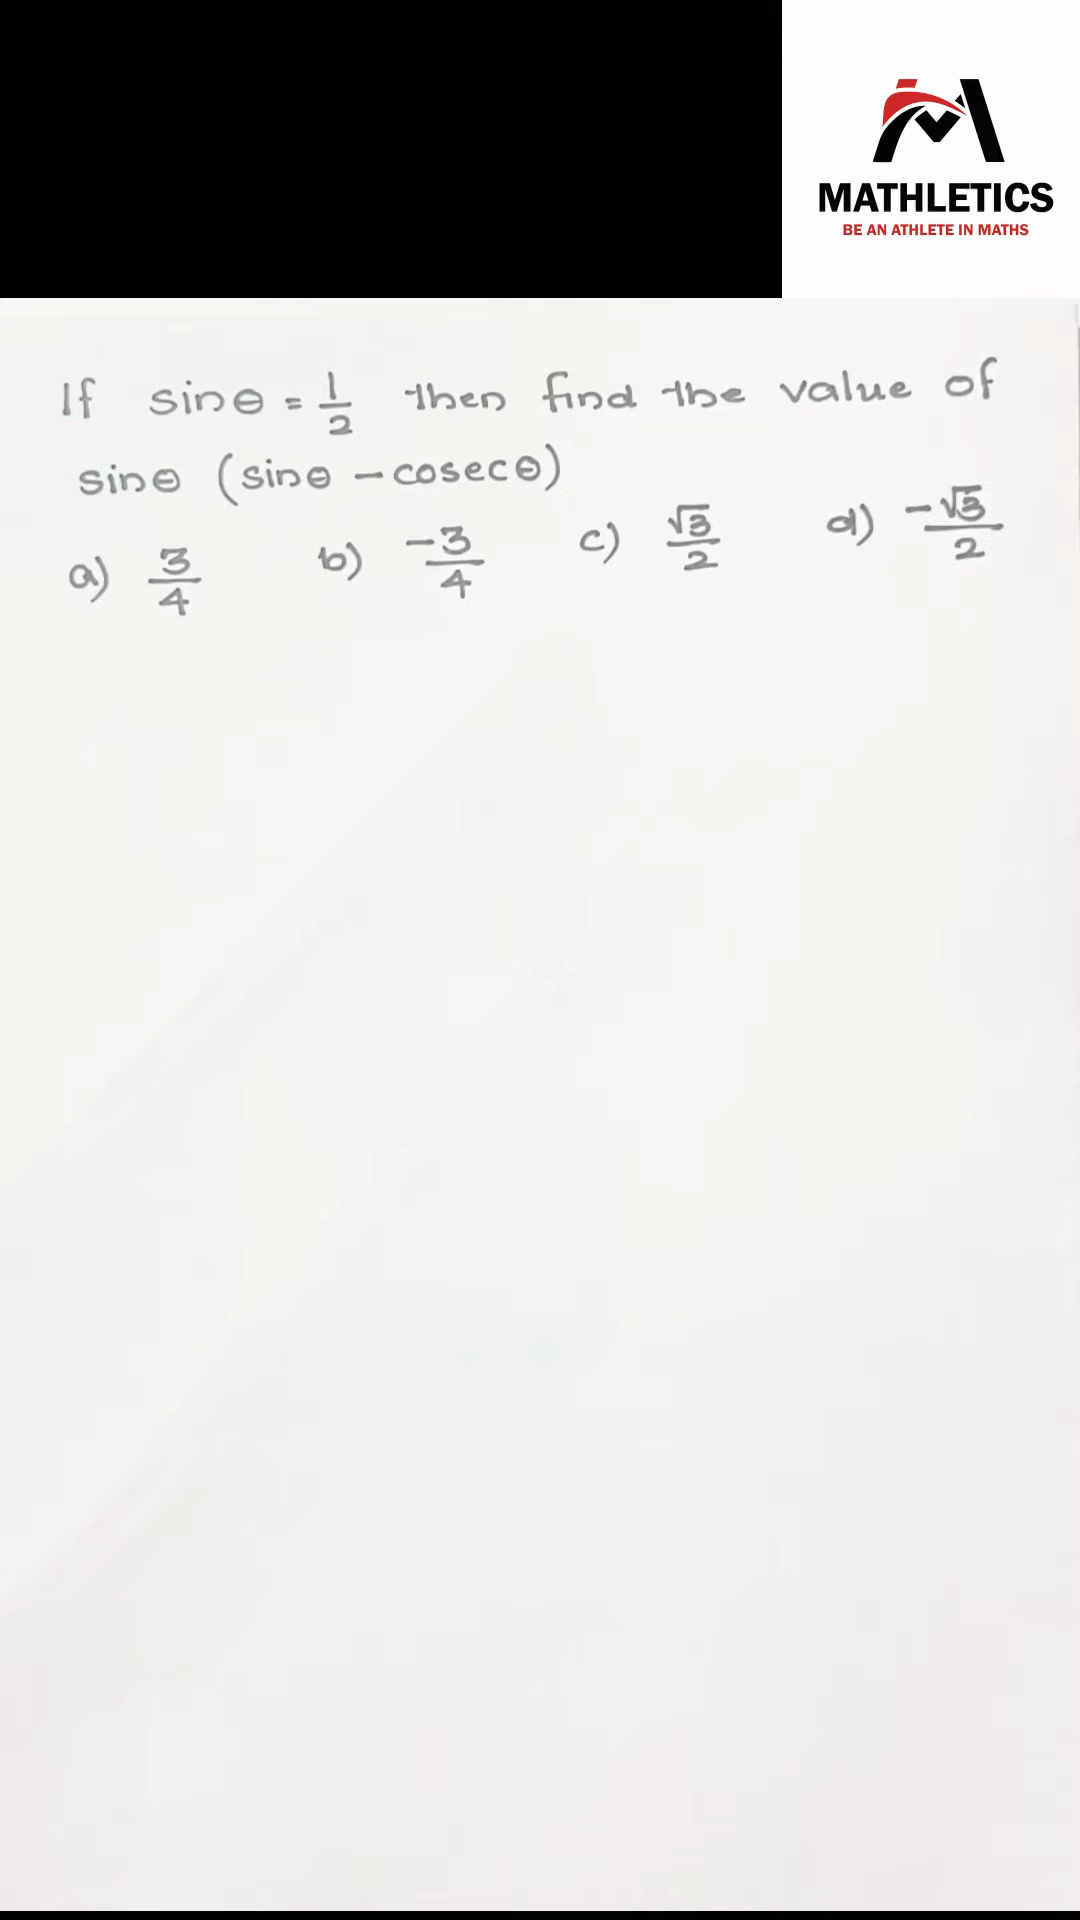 MATHLETICS
BE AN ATHLETE IN MATHS
If sinθ = 1/2 then find the value of
sinθ (sinθ - cosecθ)
a) 3/4 b) -3/4 c) √3/2 d) -√3/2